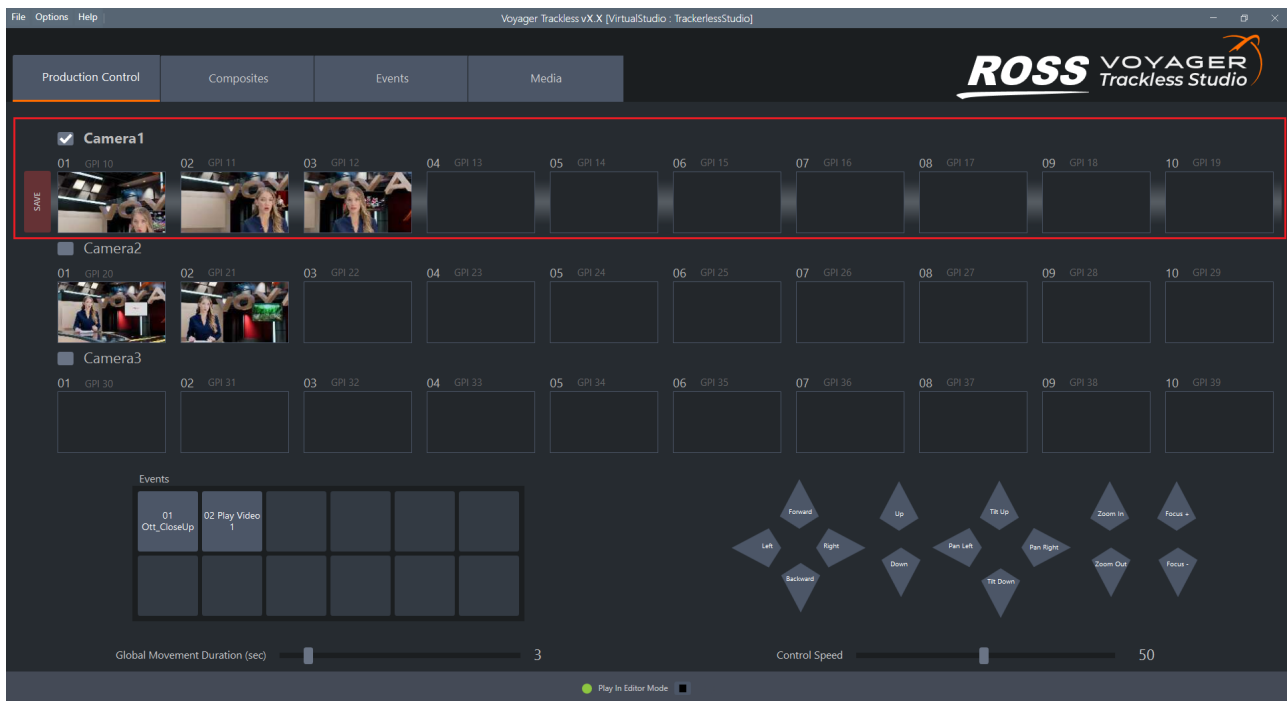 File Options Help
Voyager Trackless vX.X [VirtualStudio : TrackerlessStudio]
Production Control Composites Events Media
ROSS VOYAGER
Trackless Studio
Camera1
01 GPI 10 02 GPI 11 03 GPI 12 04 GPI 13 05 GPI 14 06 GPI 15 07 GPI 16 08 GPI 17 09 GPI 18 10 GPI 19
SAVE
Camera2
01 GPI 20 02 GPI 21 03 GPI 22 04 GPI 23 05 GPI 24 06 GPI 25 07 GPI 26 08 GPI 27 09 GPI 28 10 GPI 29
Camera3
01 GPI 30 02 GPI 31 03 GPI 32 04 GPI 33 05 GPI 34 06 GPI 35 07 GPI 36 08 GPI 37 09 GPI 38 10 GPI 39
Events
01
Ott_CloseUp
02 Play Video
1
Forward
Left Right
Backward
Up
Down
Tilt Up
Pan Left Pan Right
Tilt Down
Zoom In
Zoom Out
Focus +
Focus -
Global Movement Duration (sec) 3
Control Speed 50
Play In Editor Mode